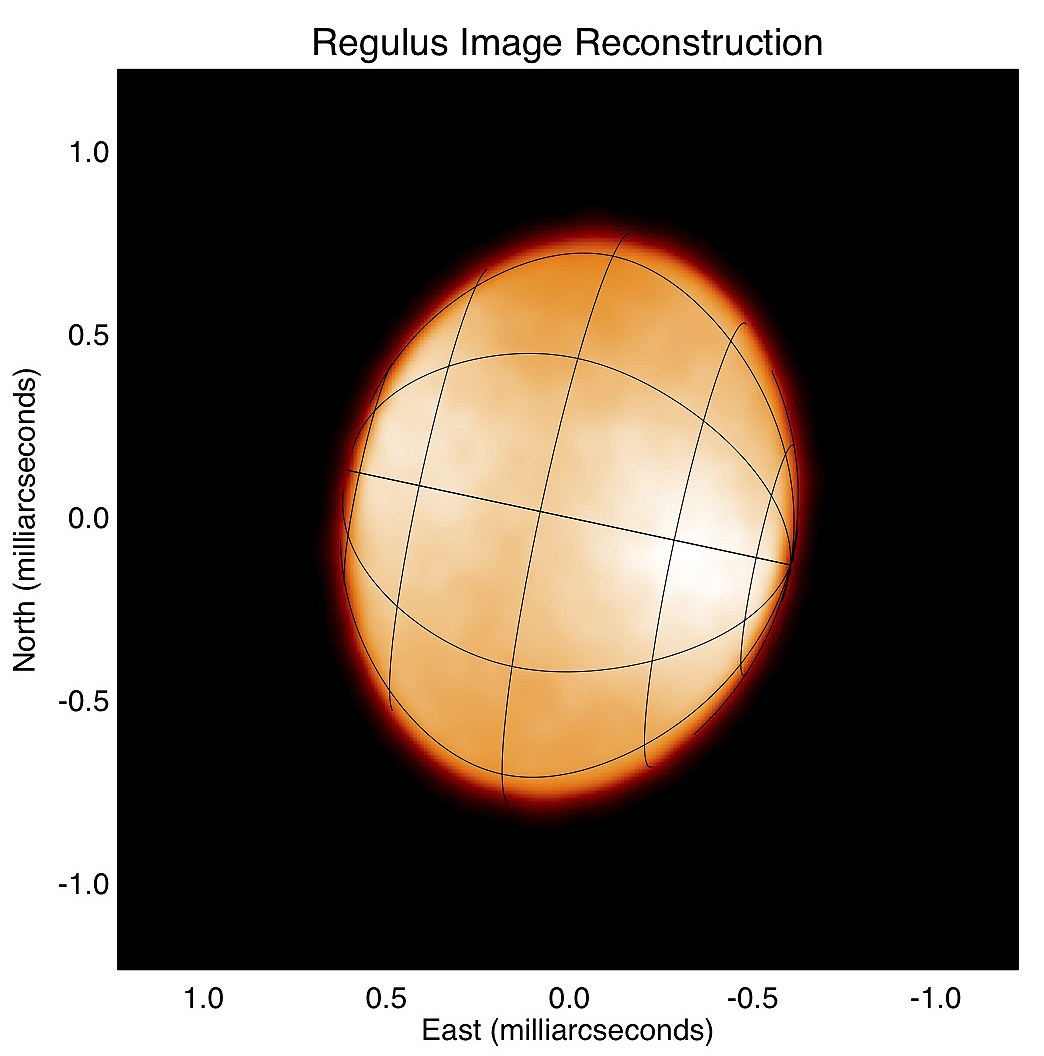 Regulus Image Reconstruction
North (milliarcseconds)
1.0
0.5
0.0
-0.5
-1.0
1.0 0.5 0.0 -0.5 -1.0
East (milliarcseconds)